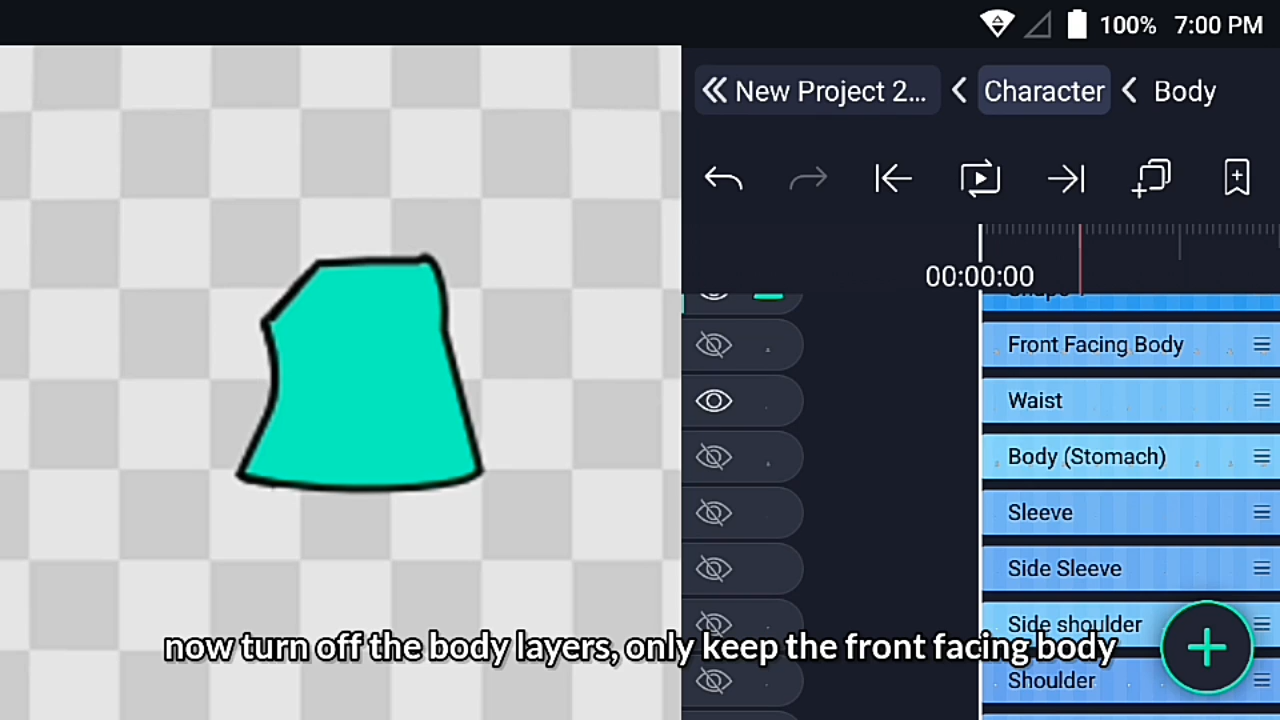 100% 7:00 PM
New Project 2... Character Body
00:00:00
Front Facing Body
Waist
Body (Stomach)
Sleeve
Side Sleeve
Side shoulder
now turn off the body layers, only keep the front facing body
Shoulder